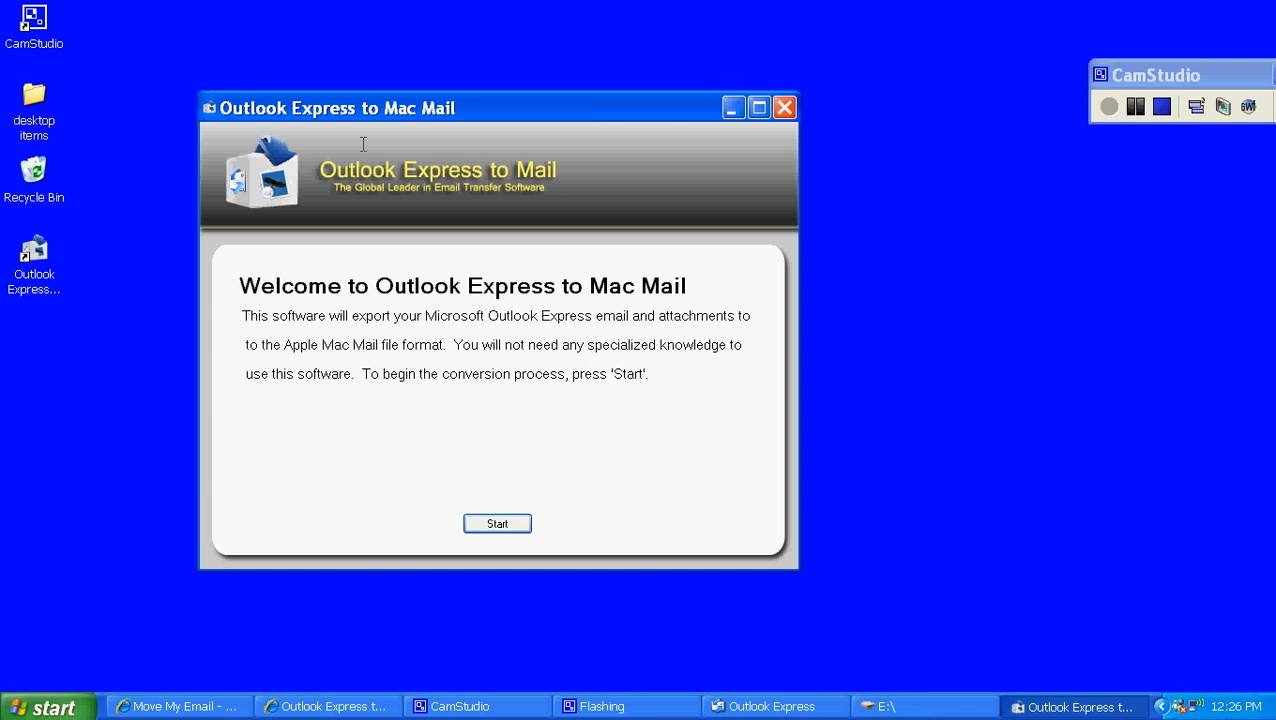 CamStudio
desktop
items
Recycle Bin
Outlook
Express...
CamStudio
Outlook Express to Mac Mail
Outlook Express to Mail
The Global Leader in Email Transfer Software
Welcome to Outlook Express to Mac Mail
This software will export your Microsoft Outlook Express email and attachments to
to the Apple Mac Mail file format. You will not need any specialized knowledge to
use this software. To begin the conversion process, press 'Start'.
Start
start
Move My Email - ...
Outlook Express t...
CamStudio
Flashing
Outlook Express
E:\
Outlook Express t...
12:26 PM